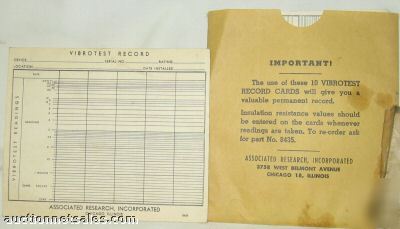 VIBROTEST RECORD
DEVICE
SERIAL NO.
RATING
LOCATION
DATE INSTALLED
DATE
VIBROTEST READINGS
ASSOCIATED RESEARCH, INCORPORATED
CHICAGO, ILLINOIS
IMPORTANT!
The use of these 10 VIBROTEST
RECORD CARDS will give you a
valuable permanent record.
Insulation resistance values should
be entered on the cards whenever
readings are taken. To re-order ask
for part No. 8435.
ASSOCIATED RESEARCH, INCORPORATED
3758 WEST BELMONT AVENUE
CHICAGO 18, ILLINOIS
auctionnetsales.com